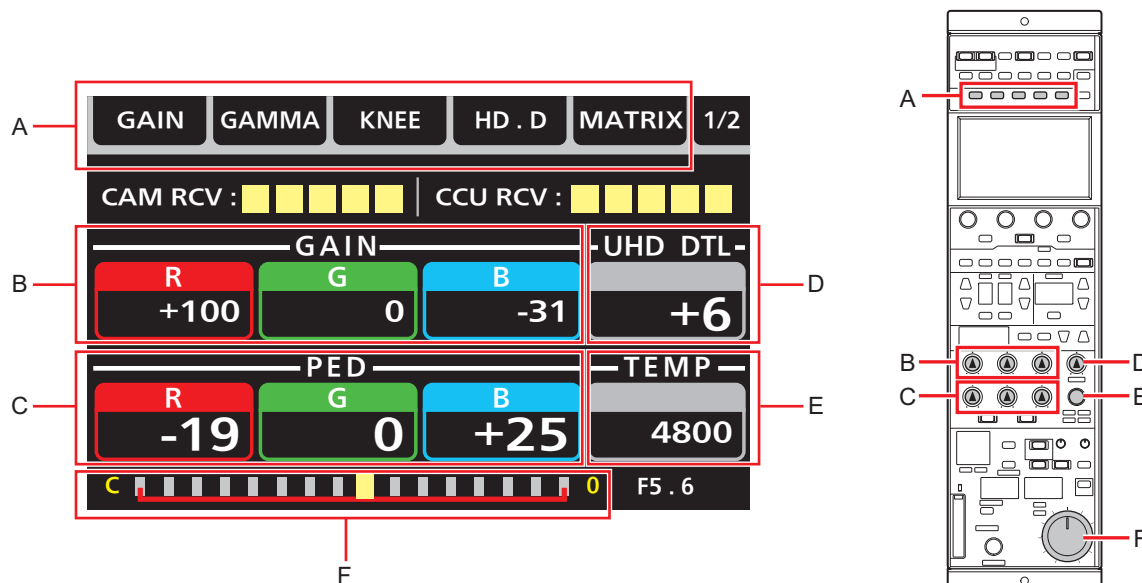 A GAIN GAMMA KNEE HD . D MATRIX 1/2
CAM RCV : CCU RCV :
B GAIN UHD DTL D
R G B
+100 0 -31 +6
C PED TEMP E
R G B
-19 0 +25 4800
C 0 F5 . 6
F
A
B D
C E
F